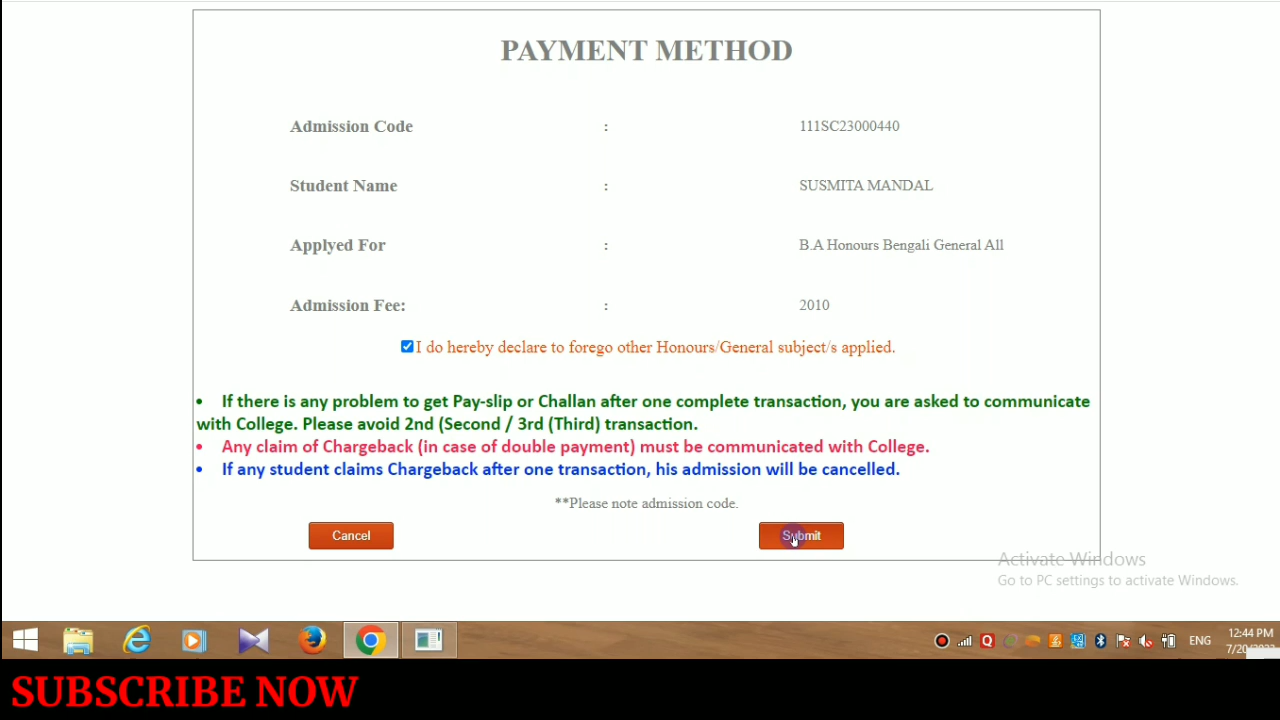 PAYMENT METHOD
Admission Code : 111SC23000440
Student Name : SUSMITA MANDAL
Applyed For : B.A Honours Bengali General All
Admission Fee: : 2010
I do hereby declare to forego other Honours/General subject/s applied.
• If there is any problem to get Pay-slip or Challan after one complete transaction, you are asked to communicate
with College. Please avoid 2nd (Second / 3rd (Third) transaction.
• Any claim of Chargeback (in case of double payment) must be communicated with College.
• If any student claims Chargeback after one transaction, his admission will be cancelled.
**Please note admission code.
Cancel Submit
Activate Windows
Go to PC settings to activate Windows.
ENG 12:44 PM
SUBSCRIBE NOW